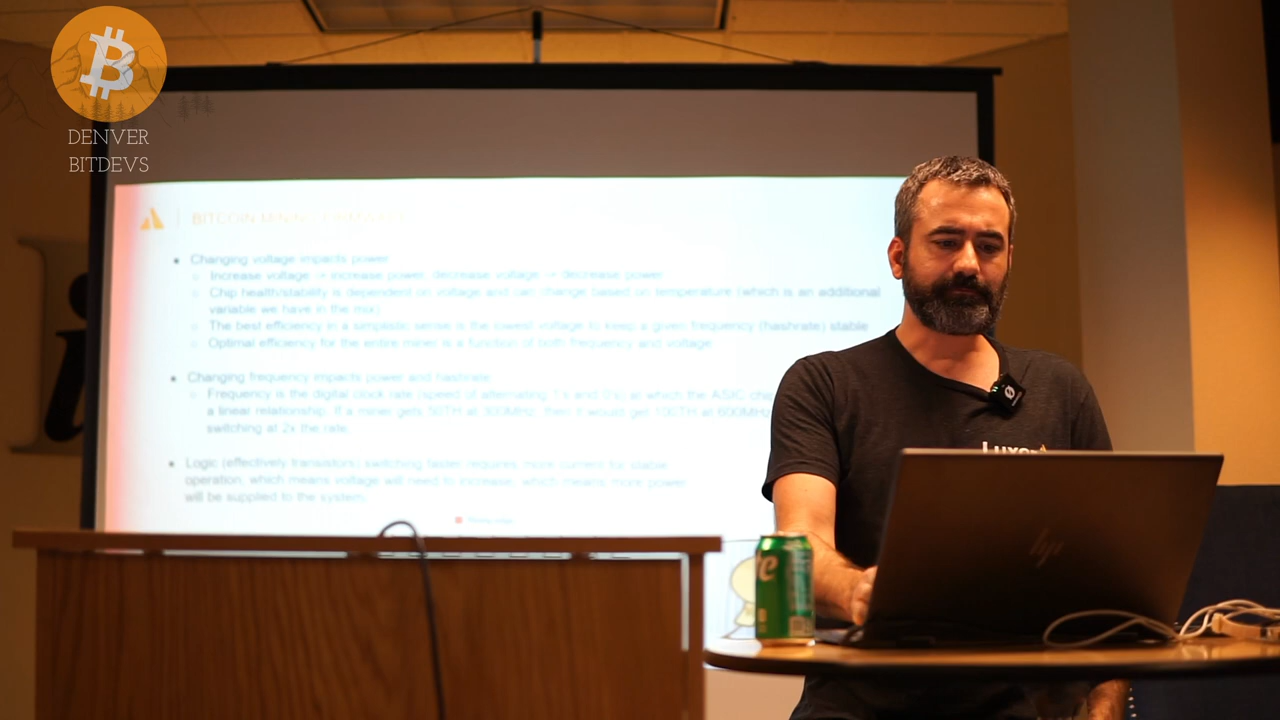 DENVER
BITDEVS
BITCOIN MINING
Changing voltage impacts power
Increase voltage -> increase power, decrease voltage -> decrease power
Chip health/stability is dependent on voltage and can change based on temperature (which is an additional
variable we have in the mix)
The best efficiency in a simplistic sense is the lowest voltage to keep a given frequency (hashrate) stable
Optimal efficiency for the entire miner is a function of both frequency and voltage
Changing frequency impacts power and hashrate
Frequency is the digital clock rate (speed of alternating 1's and 0's) at which the ASIC
a linear relationship. If a miner gets 50TH at 300MHz, then it would get 100TH at 600MHz
switching at 2x the rate.
Logic (effectively transistors) switching faster requires more current for stable
operation, which means voltage will need to increase, which means more power
will be supplied to the system.
hp